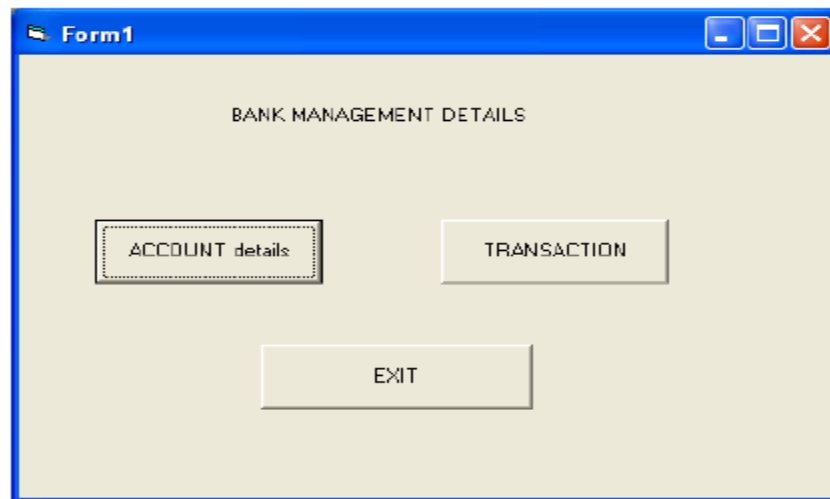 Form1
BANK MANAGEMENT DETAILS
ACCOUNT details
TRANSACTION
EXIT